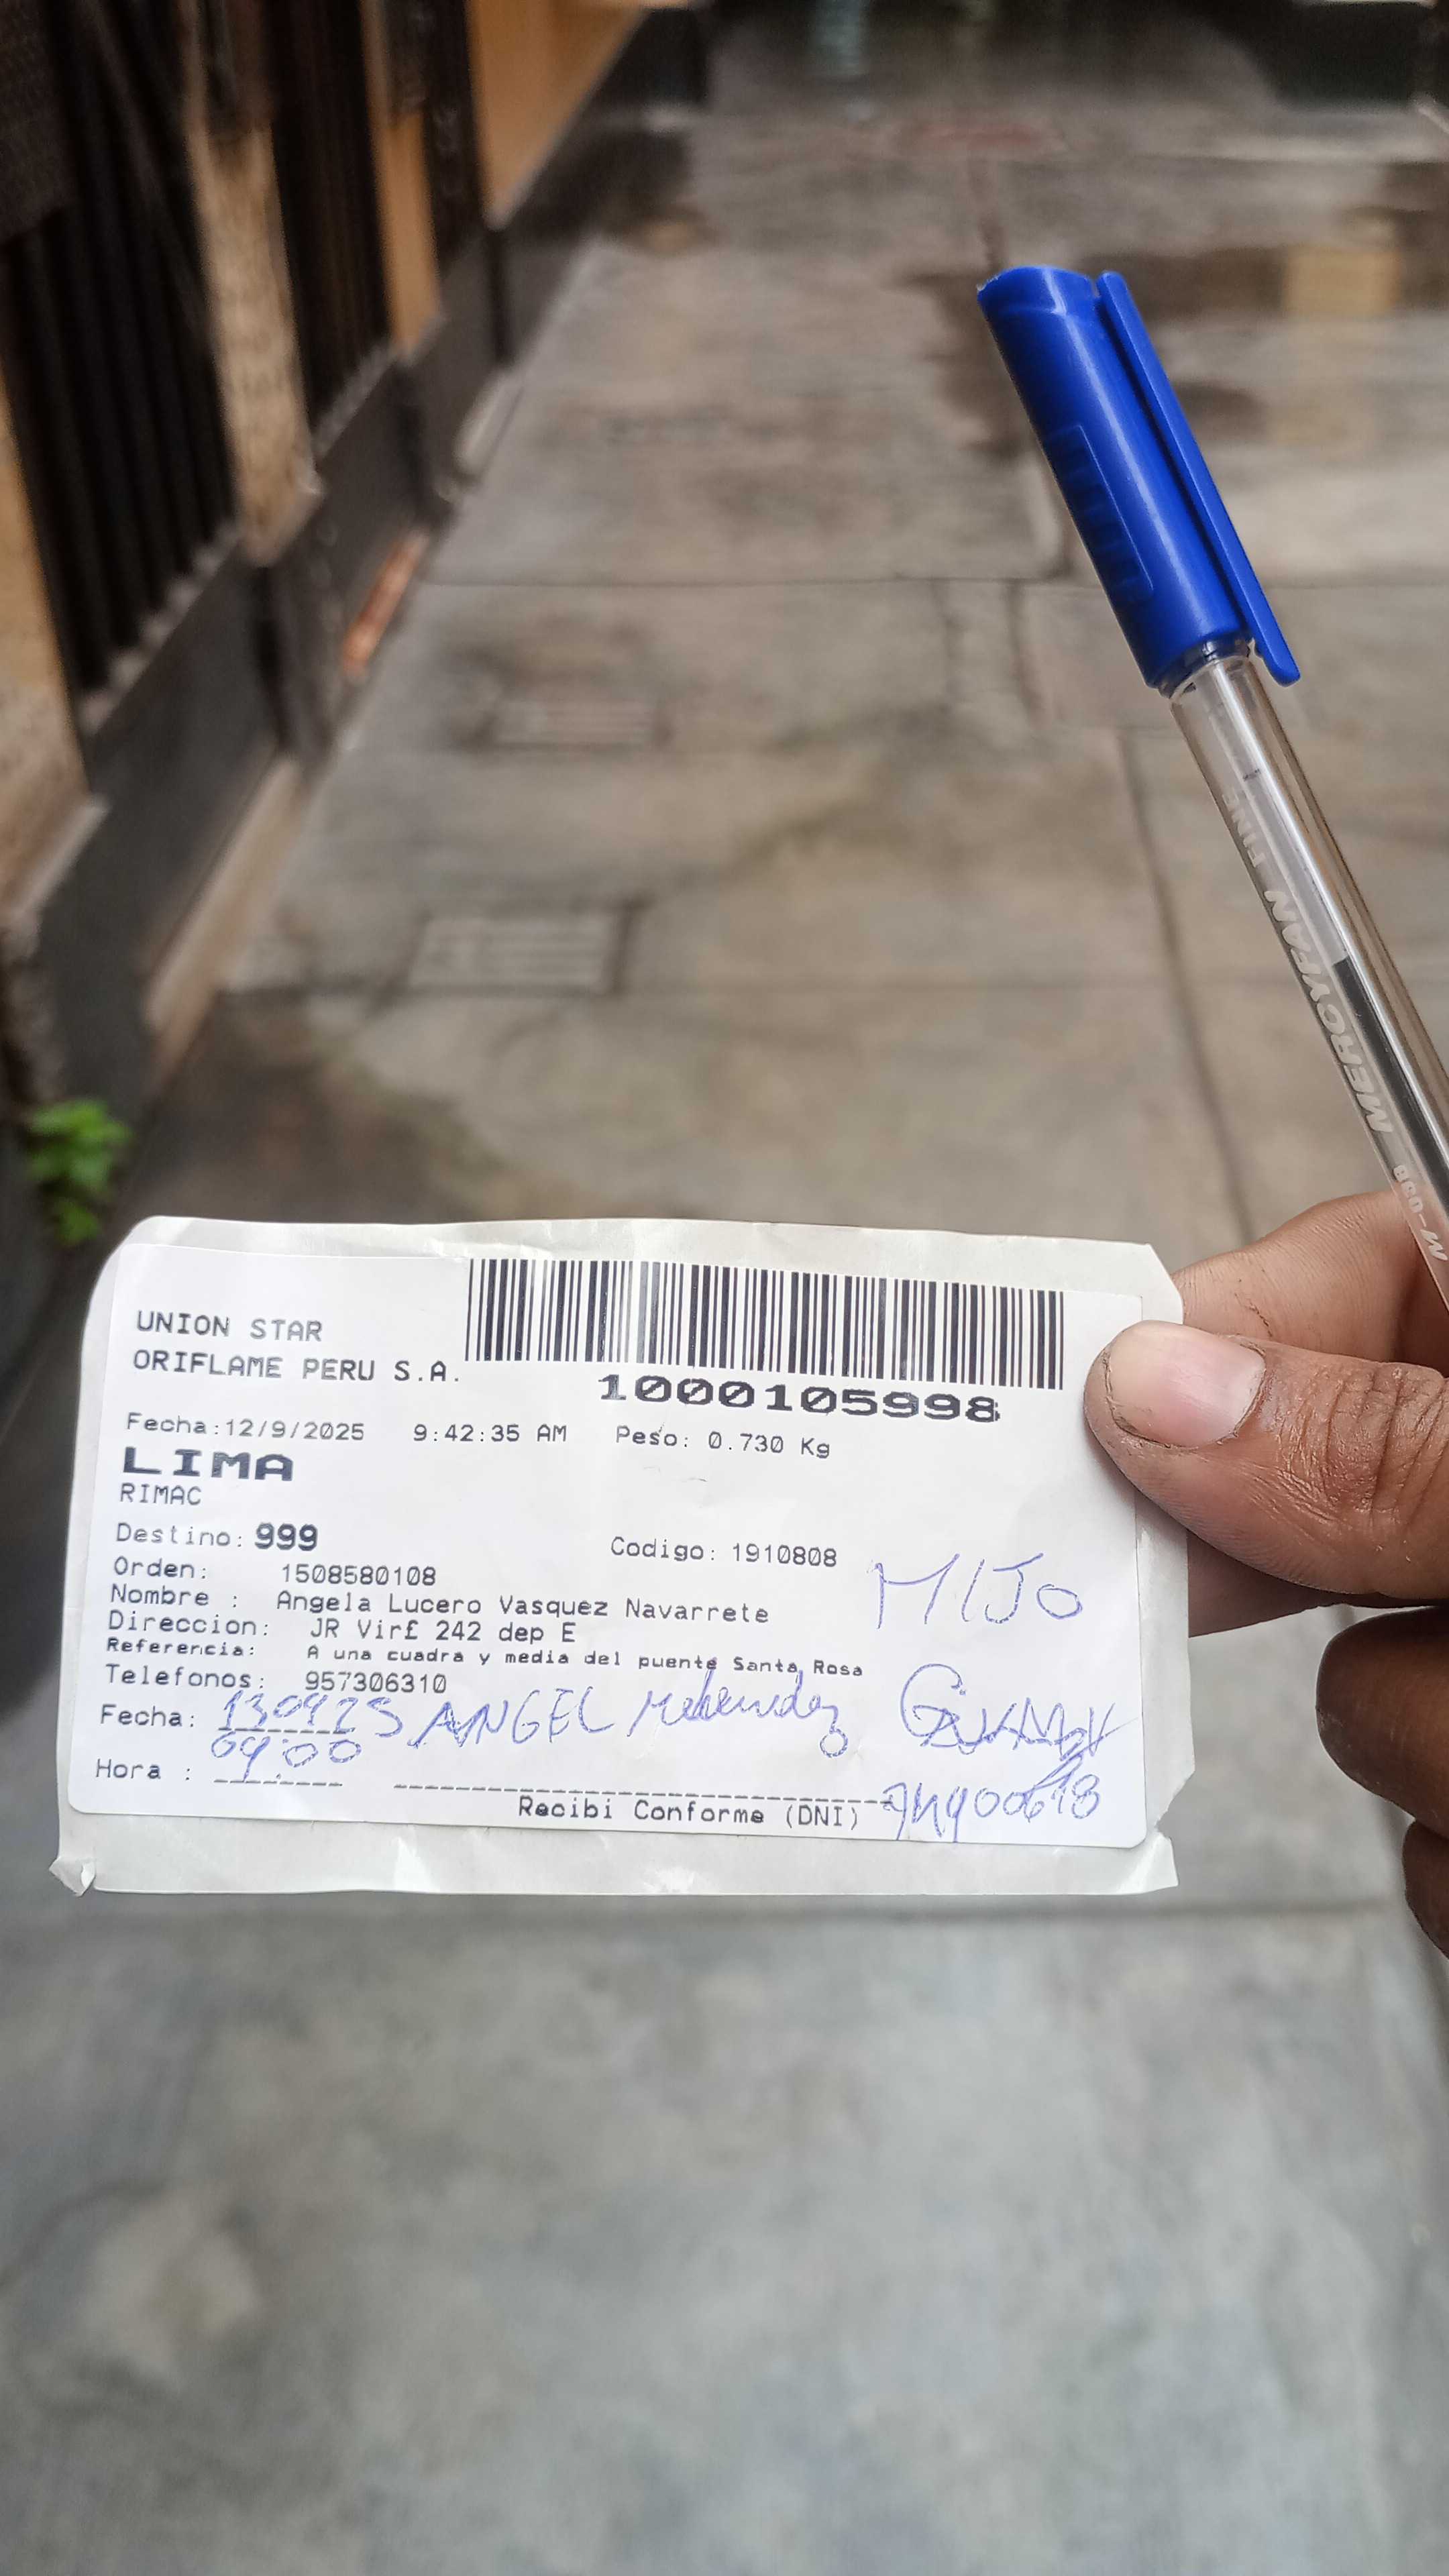 UNION STAR
ORIFLAME PERU S.A.
1000105998
Fecha:12/9/2025 9:42:35 AM Peso: 0.730 Kg
LIMA
RIMAC
Destino: 999 Codigo: 1910808
Orden: 1508580108
Nombre : Angela Lucero Vasquez Navarrete
Direccion: JR Vir£ 242 dep E
Referencia: A una cuadra y media del puente Santa Rosa
Telefonos: 957306310
Fecha: 130925 ANGEL
Hora : 09:00
Recibi Conforme (DNI)
HIJO
MERCYFAN FINE